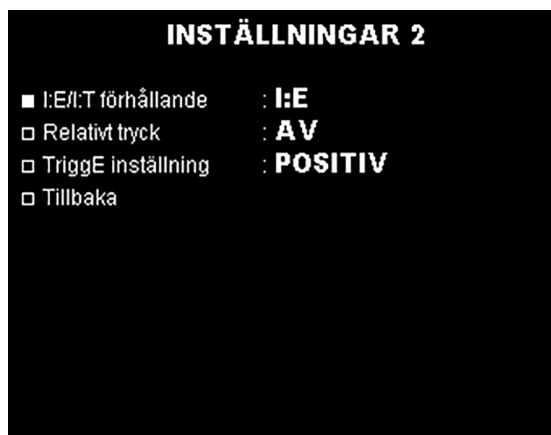 INSTÄLLNINGAR 2
I:E/I:T förhållande : I:E
Relativt tryck : AV
TriggE inställning : POSITIV
Tillbaka